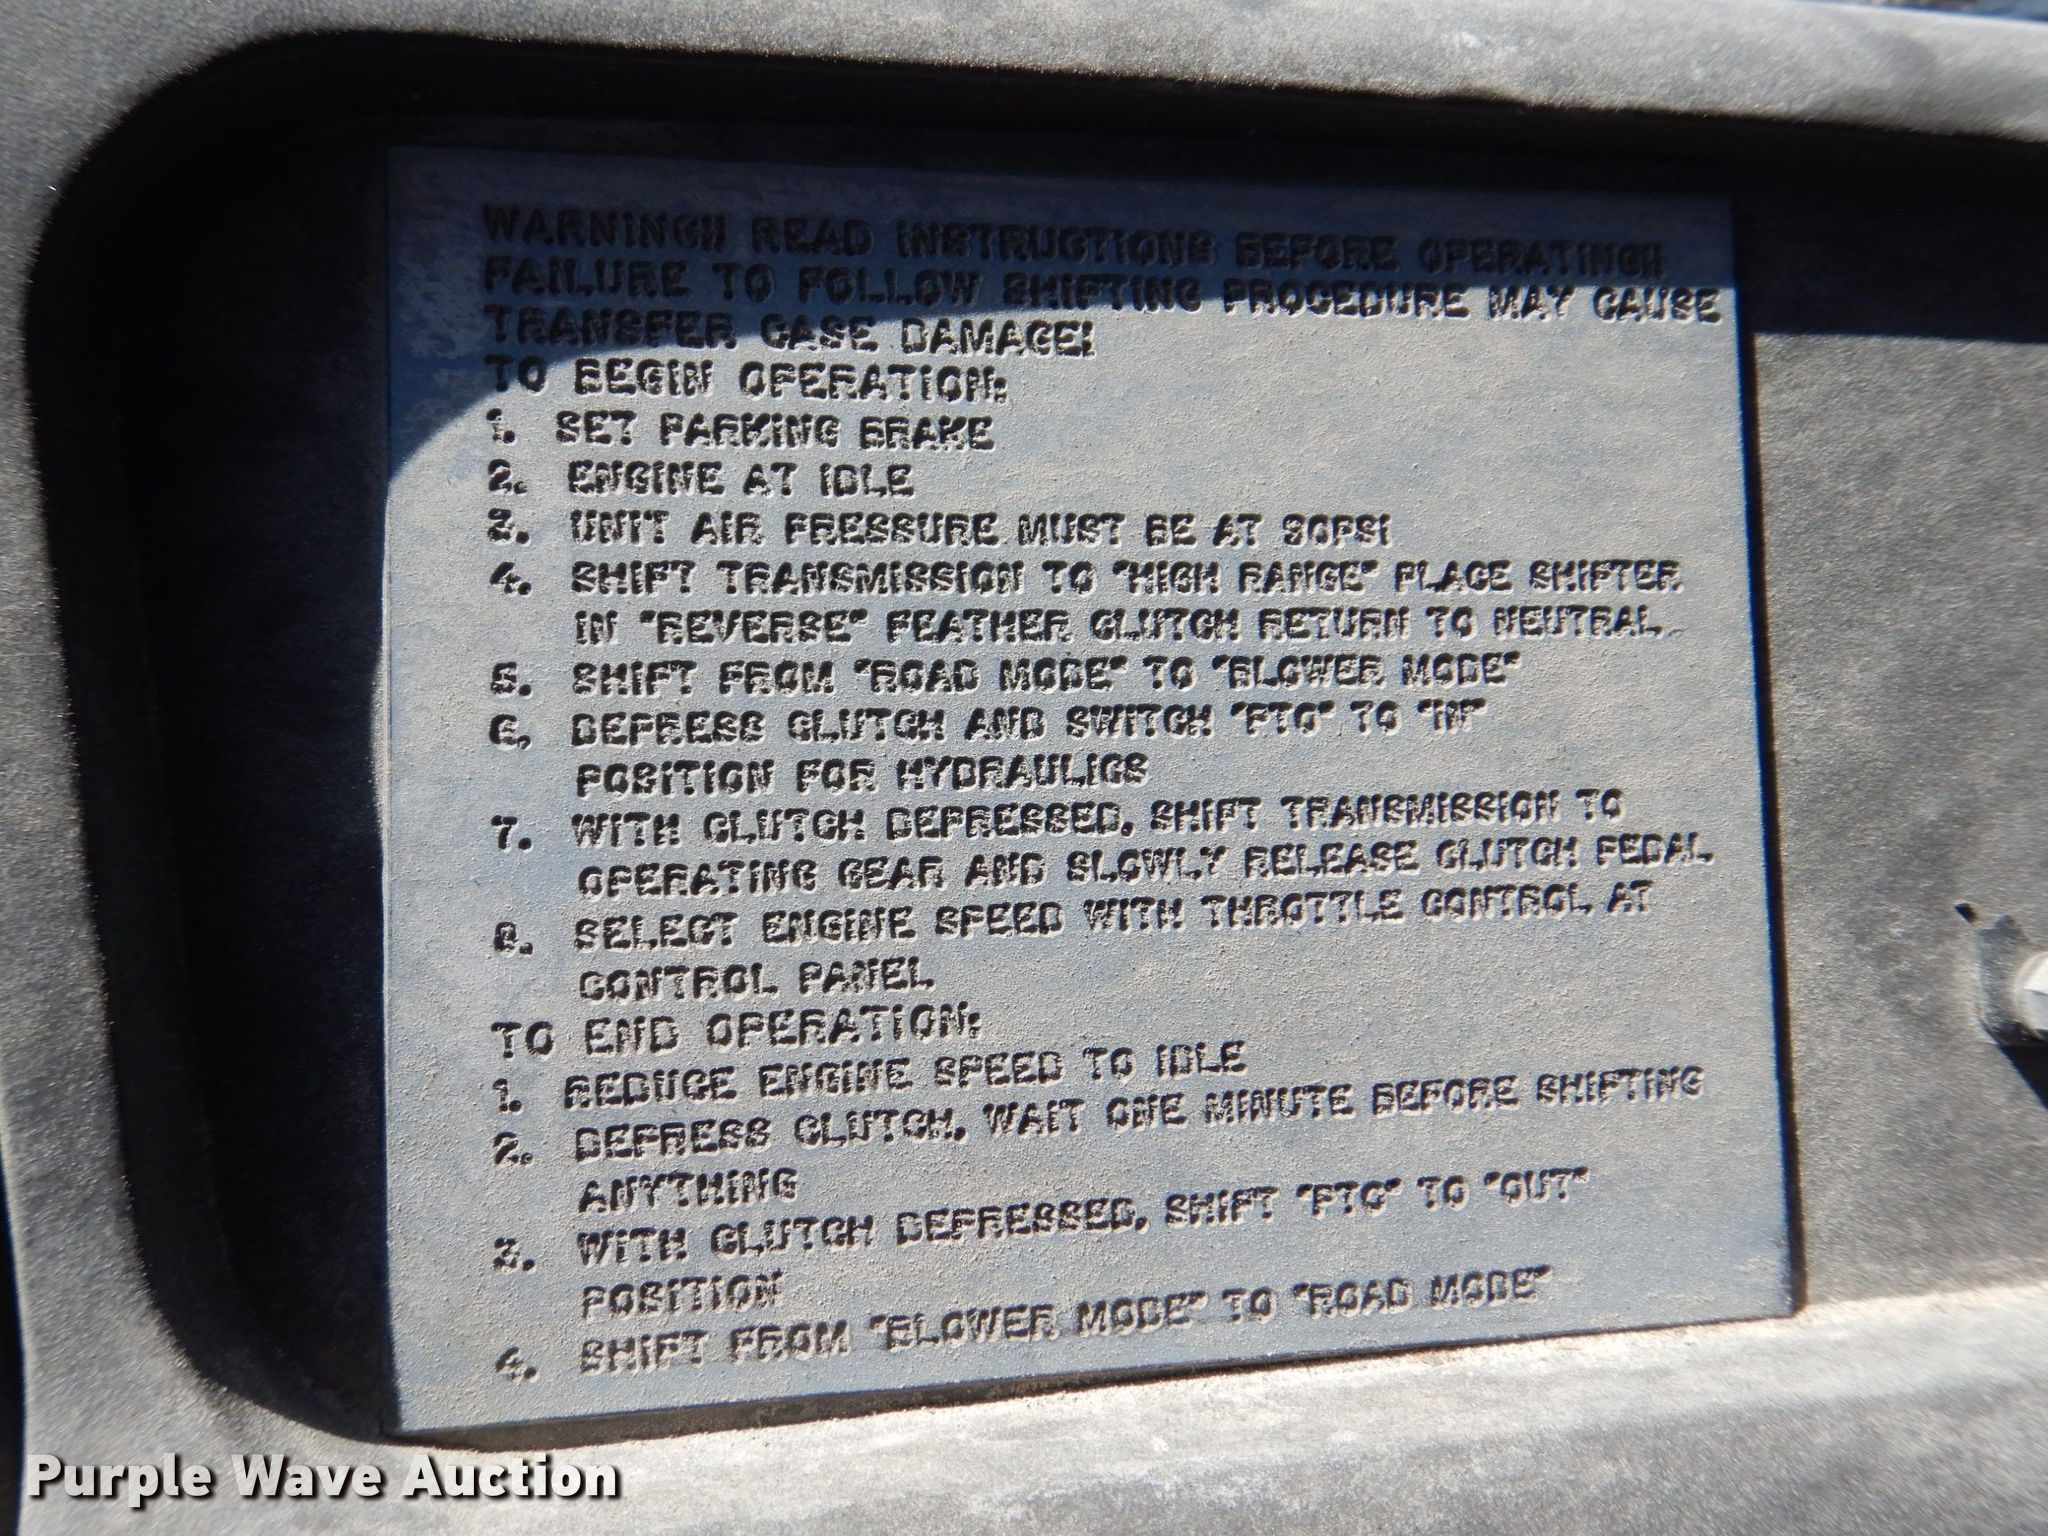 WARNING!! READ INSTRUCTIONS BEFORE OPERATING!!
FAILURE TO FOLLOW SHIFTING PROCEDURE MAY CAUSE
TRANSFER CASE DAMAGE!
TO BEGIN OPERATION:
1. SET PARKING BRAKE
2. ENGINE AT IDLE
3. UNIT AIR PRESSURE MUST BE AT 90PSI
4. SHIFT TRANSMISSION TO "HIGH RANGE" PLACE SHIFTER
IN "REVERSE" FEATHER CLUTCH RETURN TO NEUTRAL.
5. SHIFT FROM "ROAD MODE" TO "BLOWER MODE"
6. DEPRESS CLUTCH AND SWITCH "PTO" TO "IN"
POSITION FOR HYDRAULICS
7. WITH CLUTCH DEPRESSED, SHIFT TRANSMISSION TO
OPERATING GEAR AND SLOWLY RELEASE CLUTCH PEDAL
8. SELECT ENGINE SPEED WITH THROTTLE CONTROL AT
CONTROL PANEL
TO END OPERATION:
1. REDUCE ENGINE SPEED TO IDLE
2. DEPRESS CLUTCH, WAIT ONE MINUTE BEFORE SHIFTING
ANYTHING
3. WITH CLUTCH DEPRESSED, SHIFT "PTO" TO "OUT"
POSITION
4. SHIFT FROM "BLOWER MODE" TO "ROAD MODE"
Purple Wave Auction